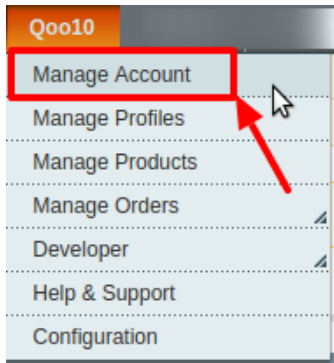 Qoo10
Manage Account
Manage Profiles
Manage Products
Manage Orders
Developer
Help & Support
Configuration